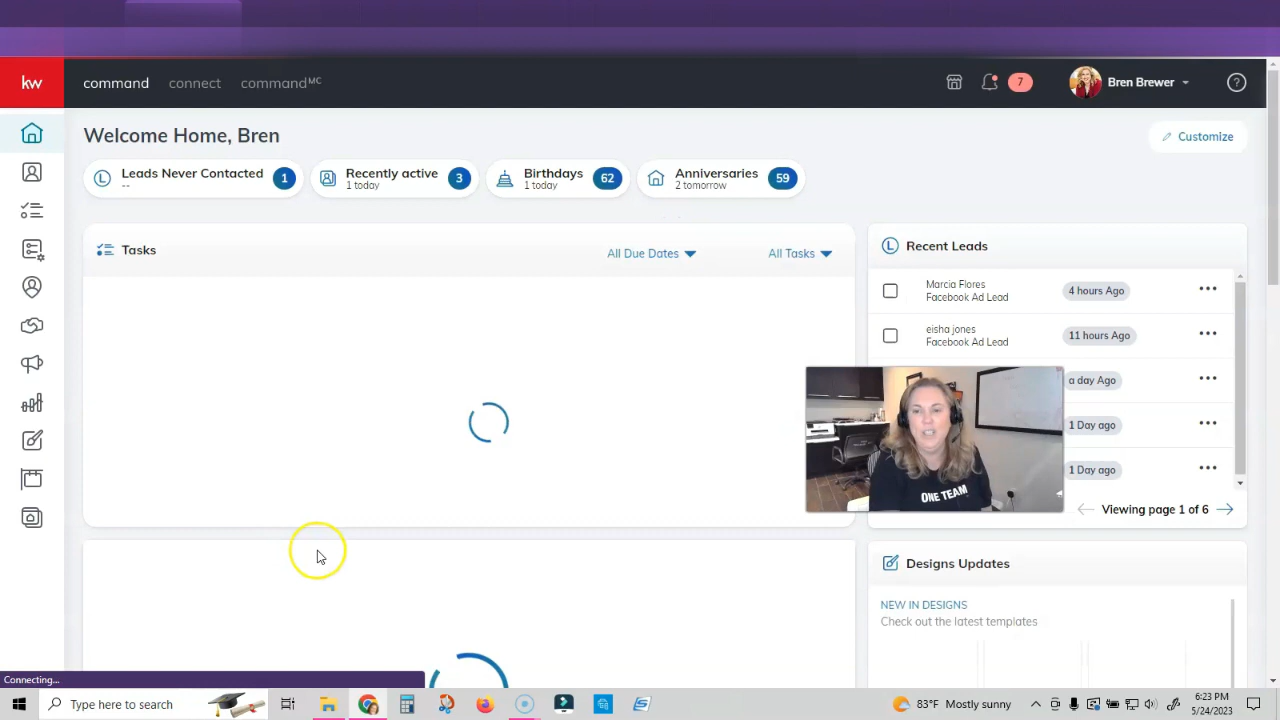 kw
command
connect
commandMC
7
Bren Brewer
Welcome Home, Bren
Customize
Leads Never Contacted
--
1
Recently active
1 today
3
Birthdays
1 today
62
Anniversaries
2 tomorrow
59
Tasks
All Due Dates
All Tasks
Recent Leads
Marcia Flores
Facebook Ad Lead
4 hours Ago
eisha jones
Facebook Ad Lead
11 hours Ago
a day Ago
1 Day ago
1 Day ago
Viewing page 1 of 6
ONE TEAM
Designs Updates
NEW IN DESIGNS
Check out the latest templates
Connecting...
Type here to search
83°F Mostly sunny
6:23 PM
5/24/2023